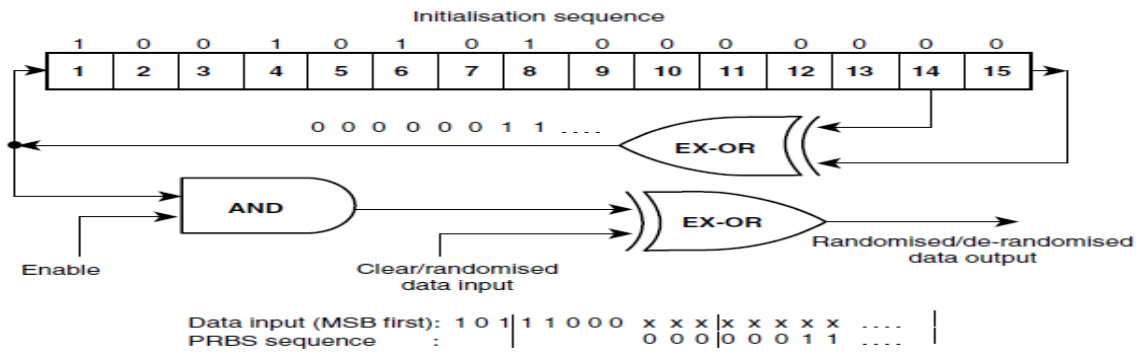 Initialisation sequence
1 0 0 1 0 1 0 1 0 0 0 0 0 0 0
1 2 3 4 5 6 7 8 9 10 11 12 13 14 15
0 0 0 0 0 0 1 1 ....
EX-OR
AND
EX-OR
Enable
Clear/randomised
data input
Randomised/de-randomised
data output
Data input (MSB first): 1 0 1 1 1 0 0 0 x x x x x x x x ....
PRBS sequence : 0 0 0 0 0 0 1 1 ....